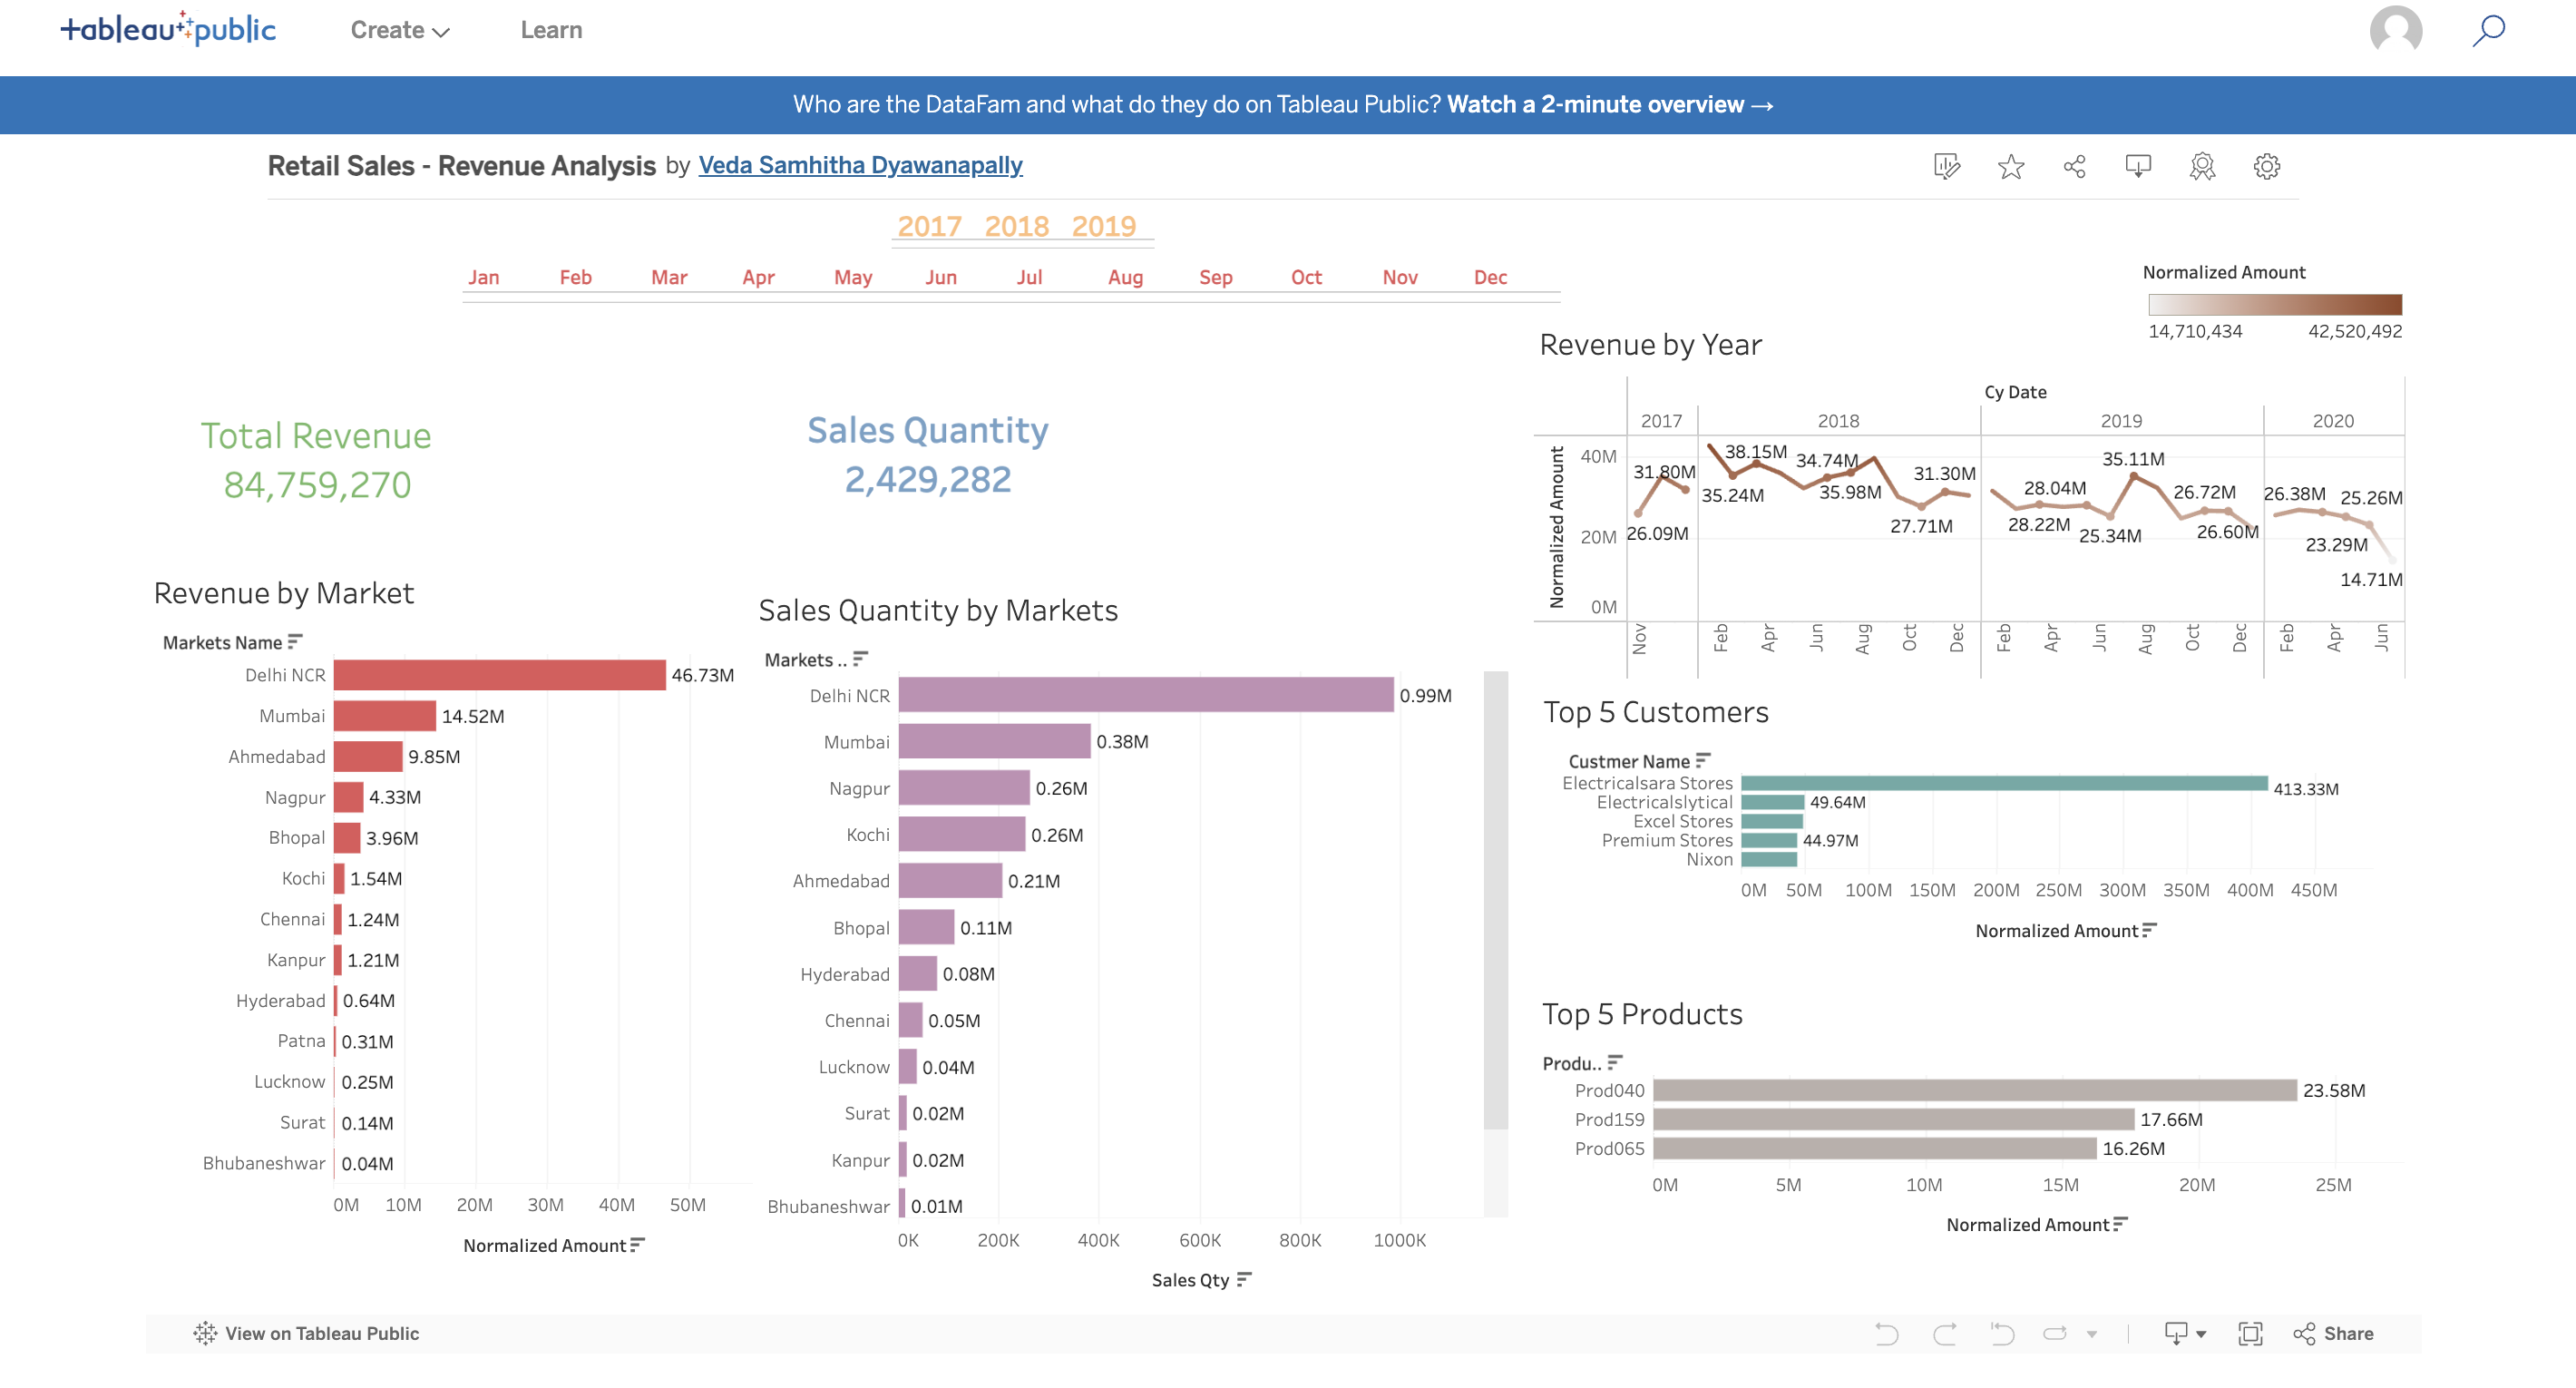 +ableau public
Create
Learn
Who are the DataFam and what do they do on Tableau Public? Watch a 2-minute overview →
Retail Sales - Revenue Analysis by Veda Samhitha Dyawanapally
2017 2018 2019
Jan Feb Mar Apr May Jun Jul Aug Sep Oct Nov Dec
Normalized Amount
14,710,434 42,520,492
Total Revenue
84,759,270
Sales Quantity
2,429,282
Revenue by Market
Markets Name
Delhi NCR 46.73M
Mumbai 14.52M
Ahmedabad 9.85M
Nagpur 4.33M
Bhopal 3.96M
Kochi 1.54M
Chennai 1.24M
Kanpur 1.21M
Hyderabad 0.64M
Patna 0.31M
Lucknow 0.25M
Surat 0.14M
Bhubaneshwar 0.04M
0M 10M 20M 30M 40M 50M
Normalized Amount
Sales Quantity by Markets
Markets ..
Delhi NCR 0.99M
Mumbai 0.38M
Nagpur 0.26M
Kochi 0.26M
Ahmedabad 0.21M
Bhopal 0.11M
Hyderabad 0.08M
Chennai 0.05M
Lucknow 0.04M
Surat 0.02M
Kanpur 0.02M
Bhubaneshwar 0.01M
0K 200K 400K 600K 800K 1000K
Sales Qty
Revenue by Year
Cy Date
2017 2018 2019 2020
Normalized Amount
40M
20M
0M
31.80M
26.09M
38.15M
35.24M
34.74M
35.98M
31.30M
27.71M
28.04M
28.22M
35.11M
25.34M
26.72M
26.60M
26.38M
25.26M
23.29M
14.71M
Nov Feb Apr Jun Aug Oct Dec Feb Apr Jun Aug Oct Dec Feb Apr Jun
Top 5 Customers
Custmer Name
Electricalsara Stores 413.33M
Electricalslytical 49.64M
Excel Stores
Premium Stores 44.97M
Nixon
0M 50M 100M 150M 200M 250M 300M 350M 400M 450M
Normalized Amount
Top 5 Products
Produ..
Prod040 23.58M
Prod159 17.66M
Prod065 16.26M
0M 5M 10M 15M 20M 25M
Normalized Amount
View on Tableau Public
Share